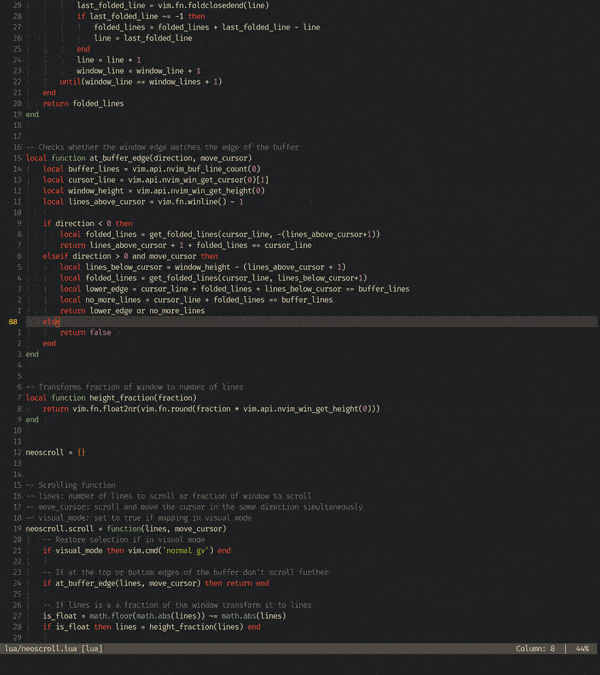 29 last_folded_line = vim.fn.foldclosedend(line)
28 if last_folded_line ~= -1 then
27 folded_lines = folded_lines + last_folded_line - line
26 line = last_folded_line
25 end
24 line = line + 1
23 window_line = window_line + 1
22 until(window_line == window_lines + 1)
21 end
20 return folded_lines
19 end
18
17
16 -- Checks whether the window edge matches the edge of the buffer
15 local function at_buffer_edge(direction, move_cursor)
14 local buffer_lines = vim.api.nvim_buf_line_count(0)
13 local cursor_line = vim.api.nvim_win_get_cursor(0)[1]
12 local window_height = vim.api.nvim_win_get_height(0)
11 local lines_above_cursor = vim.fn.winline() - 1
10
9 if direction < 0 then
8 local folded_lines = get_folded_lines(cursor_line, -(lines_above_cursor+1))
7 return lines_above_cursor + 1 + folded_lines == cursor_line
6 elseif direction > 0 and move_cursor then
5 local lines_below_cursor = window_height - (lines_above_cursor + 1)
4 local folded_lines = get_folded_lines(cursor_line, lines_below_cursor+1)
3 local lower_edge = cursor_line + folded_lines + lines_below_cursor == buffer_lines
2 local no_more_lines = cursor_line + folded_lines == buffer_lines
1 return lower_edge or no_more_lines
88 else
1 return false
2 end
3 end
4
5
6 -- Transforms fraction of window to number of lines
7 local function height_fraction(fraction)
8 return vim.fn.float2nr(vim.fn.round(fraction * vim.api.nvim_win_get_height(0)))
9 end
10
11
12 neoscroll = {}
13
14
15 -- Scrolling function
16 -- lines: number of lines to scroll or fraction of window to scroll
17 -- move_cursor: scroll and move the cursor in the same direction simultaneously
18 -- visual_mode: set to true if mapping in visual mode
19 neoscroll.scroll = function(lines, move_cursor)
20 -- Restore selection if in visual mode
21 if visual_mode then vim.cmd('normal gv') end
22
23 -- If at the top or bottom edges of the buffer don't scroll further
24 if at_buffer_edge(lines, move_cursor) then return end
25
26 -- If lines is a a fraction of the window transform it to lines
27 is_float = math.floor(math.abs(lines)) ~= math.abs(lines)
28 if is_float then lines = height_fraction(lines) end
29
lua/neoscroll.lua [lua] Column: 8 | 44%